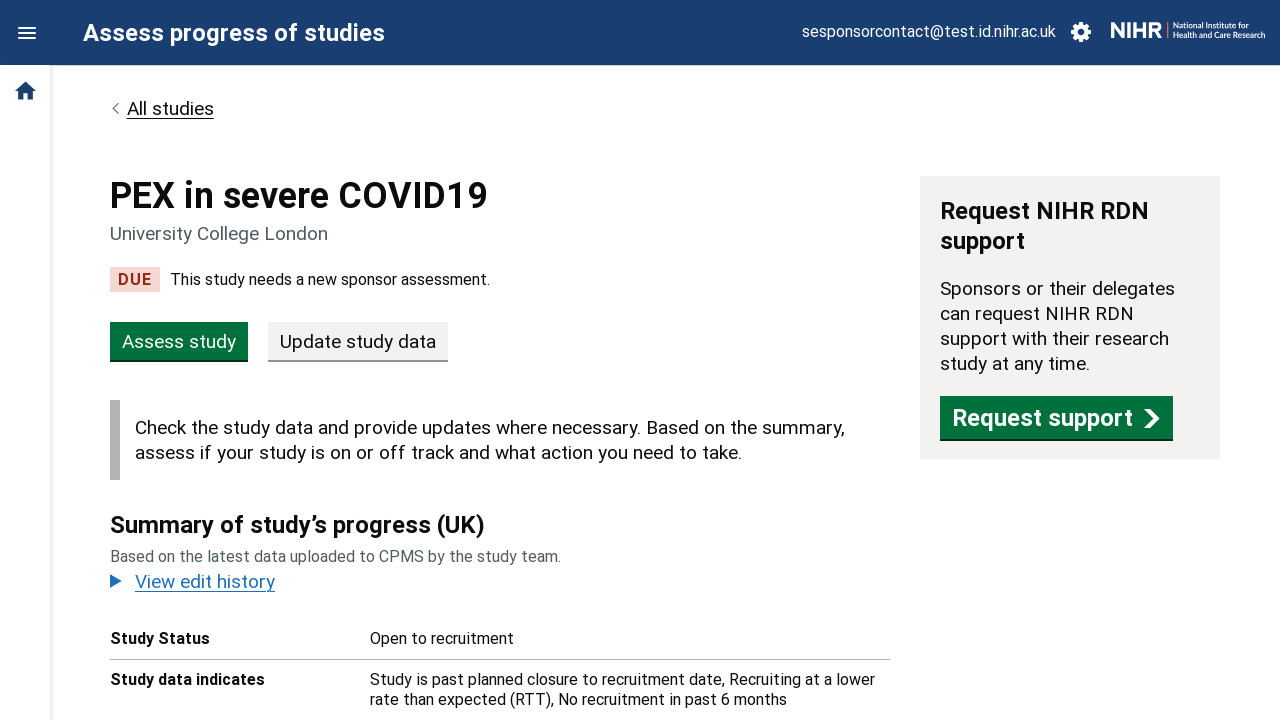 Assess progress of studies
sesponsorcontact@test.id.nihr.ac.uk
NIHR | National Institute for
Health and Care Research
All studies
PEX in severe COVID19
University College London
DUE This study needs a new sponsor assessment.
Assess study
Update study data
Check the study data and provide updates where necessary. Based on the summary,
assess if your study is on or off track and what action you need to take.
Summary of study’s progress (UK)
Based on the latest data uploaded to CPMS by the study team.
View edit history
Study Status Open to recruitment
Study data indicates Study is past planned closure to recruitment date, Recruiting at a lower
rate than expected (RTT), No recruitment in past 6 months
Request NIHR RDN
support
Sponsors or their delegates
can request NIHR RDN
support with their research
study at any time.
Request support